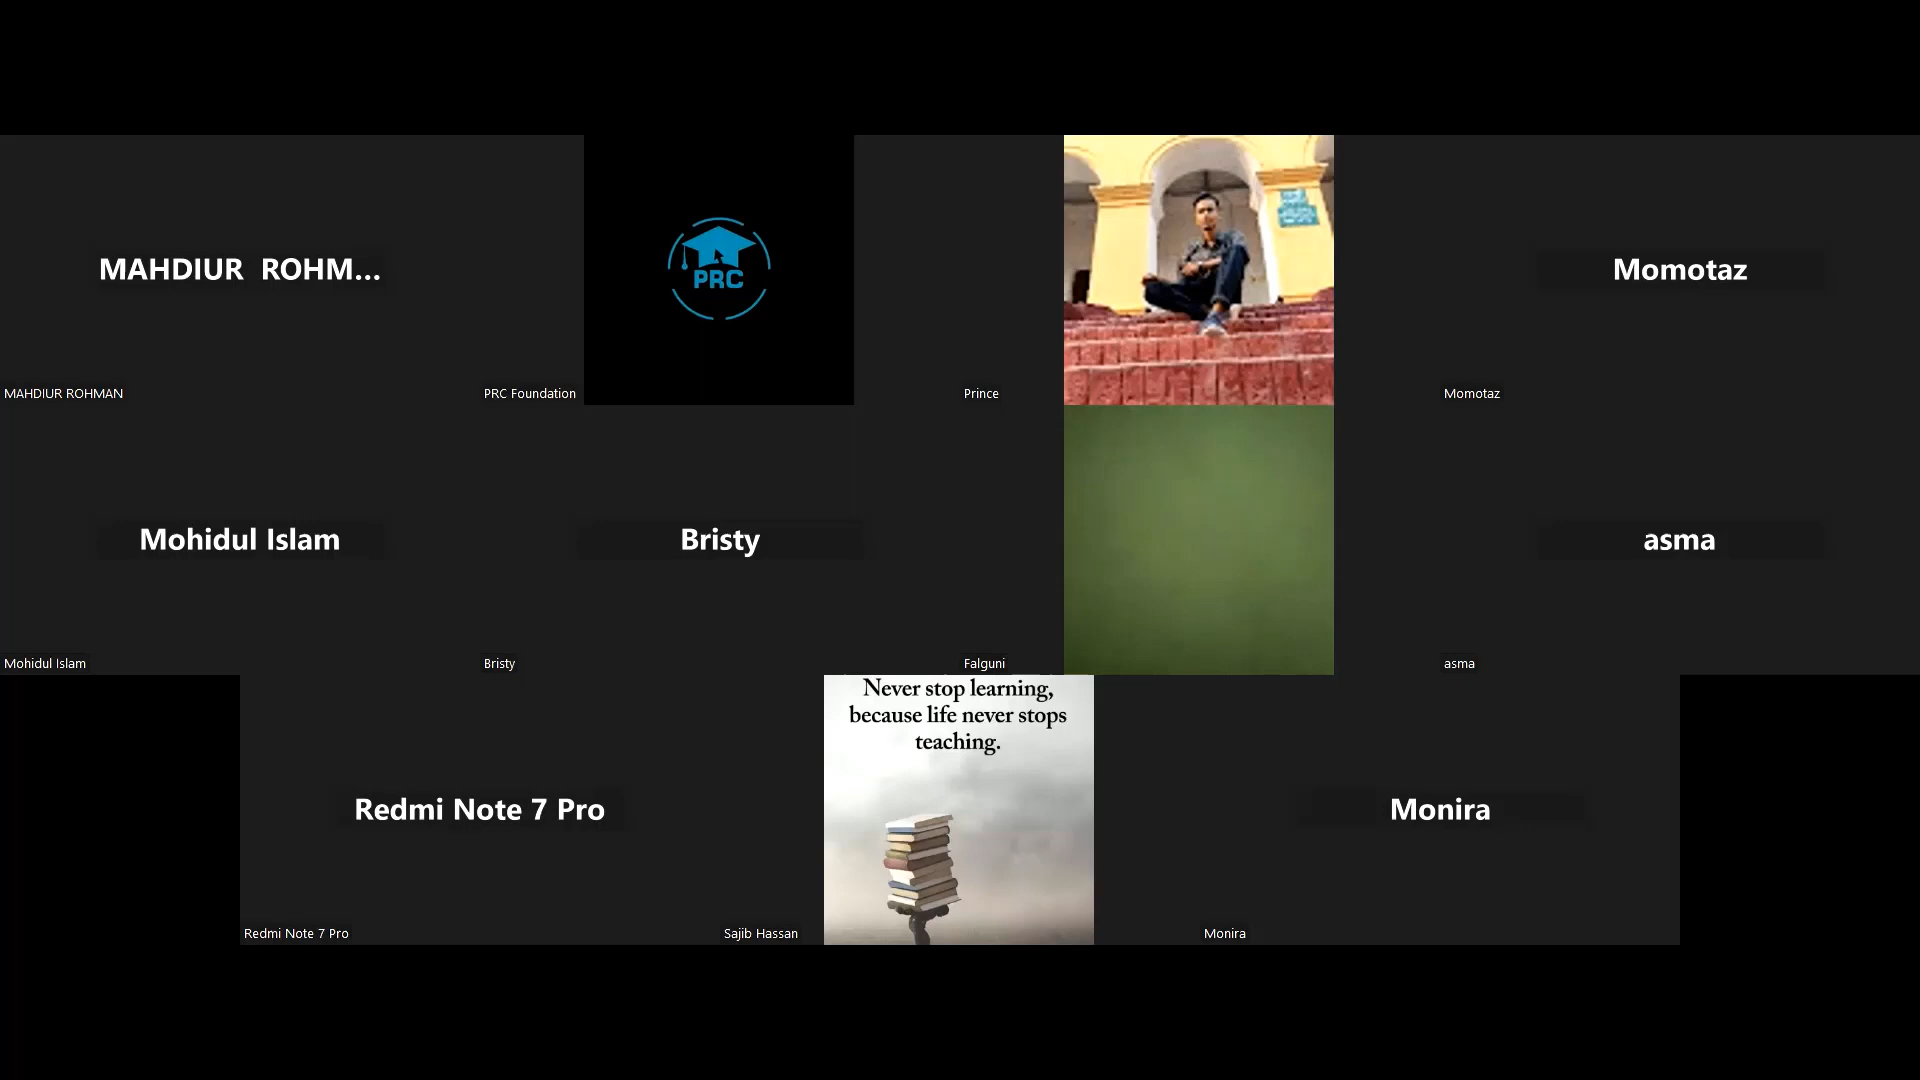 MAHDIUR ROHM...
MAHDIUR ROHMAN
PRC
PRC Foundation
Prince
Momotaz
Momotaz
Mohidul Islam
Mohidul Islam
Bristy
Bristy
Falguni
asma
asma
Redmi Note 7 Pro
Redmi Note 7 Pro
Never stop learning,
because life never stops
teaching.
Sajib Hassan
Monira
Monira